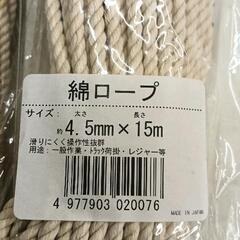 綿ロープ
サイズ： 太さ 長さ
約4.5mm×15m
滑りにくく操作性抜群
用途：一般作業・トラック荷掛・レジャー等
4 977903 020076
MADE IN JAPAN